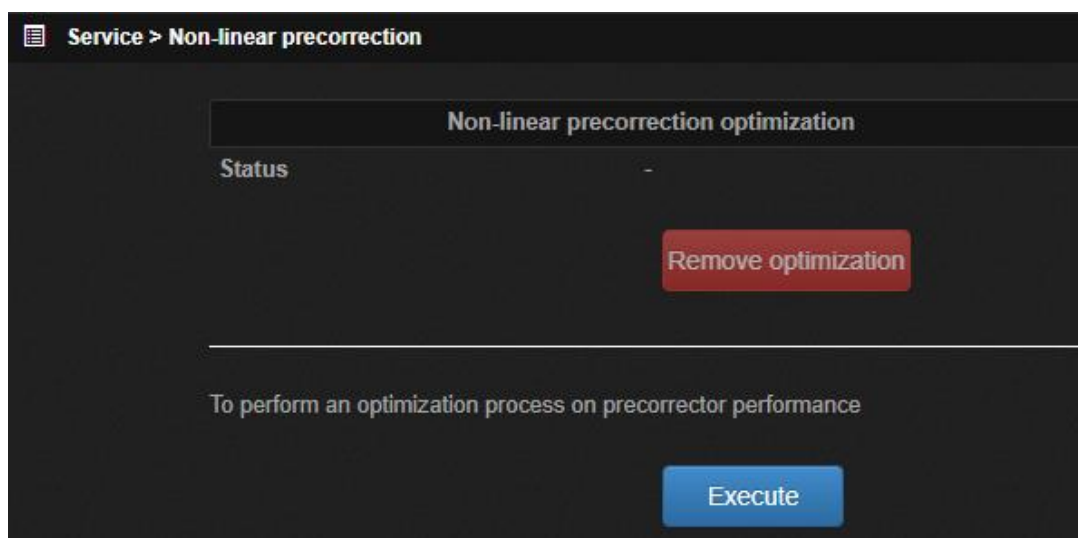 Service > Non-linear precorrection
Non-linear precorrection optimization
Status -
Remove optimization
To perform an optimization process on precorrector performance
Execute